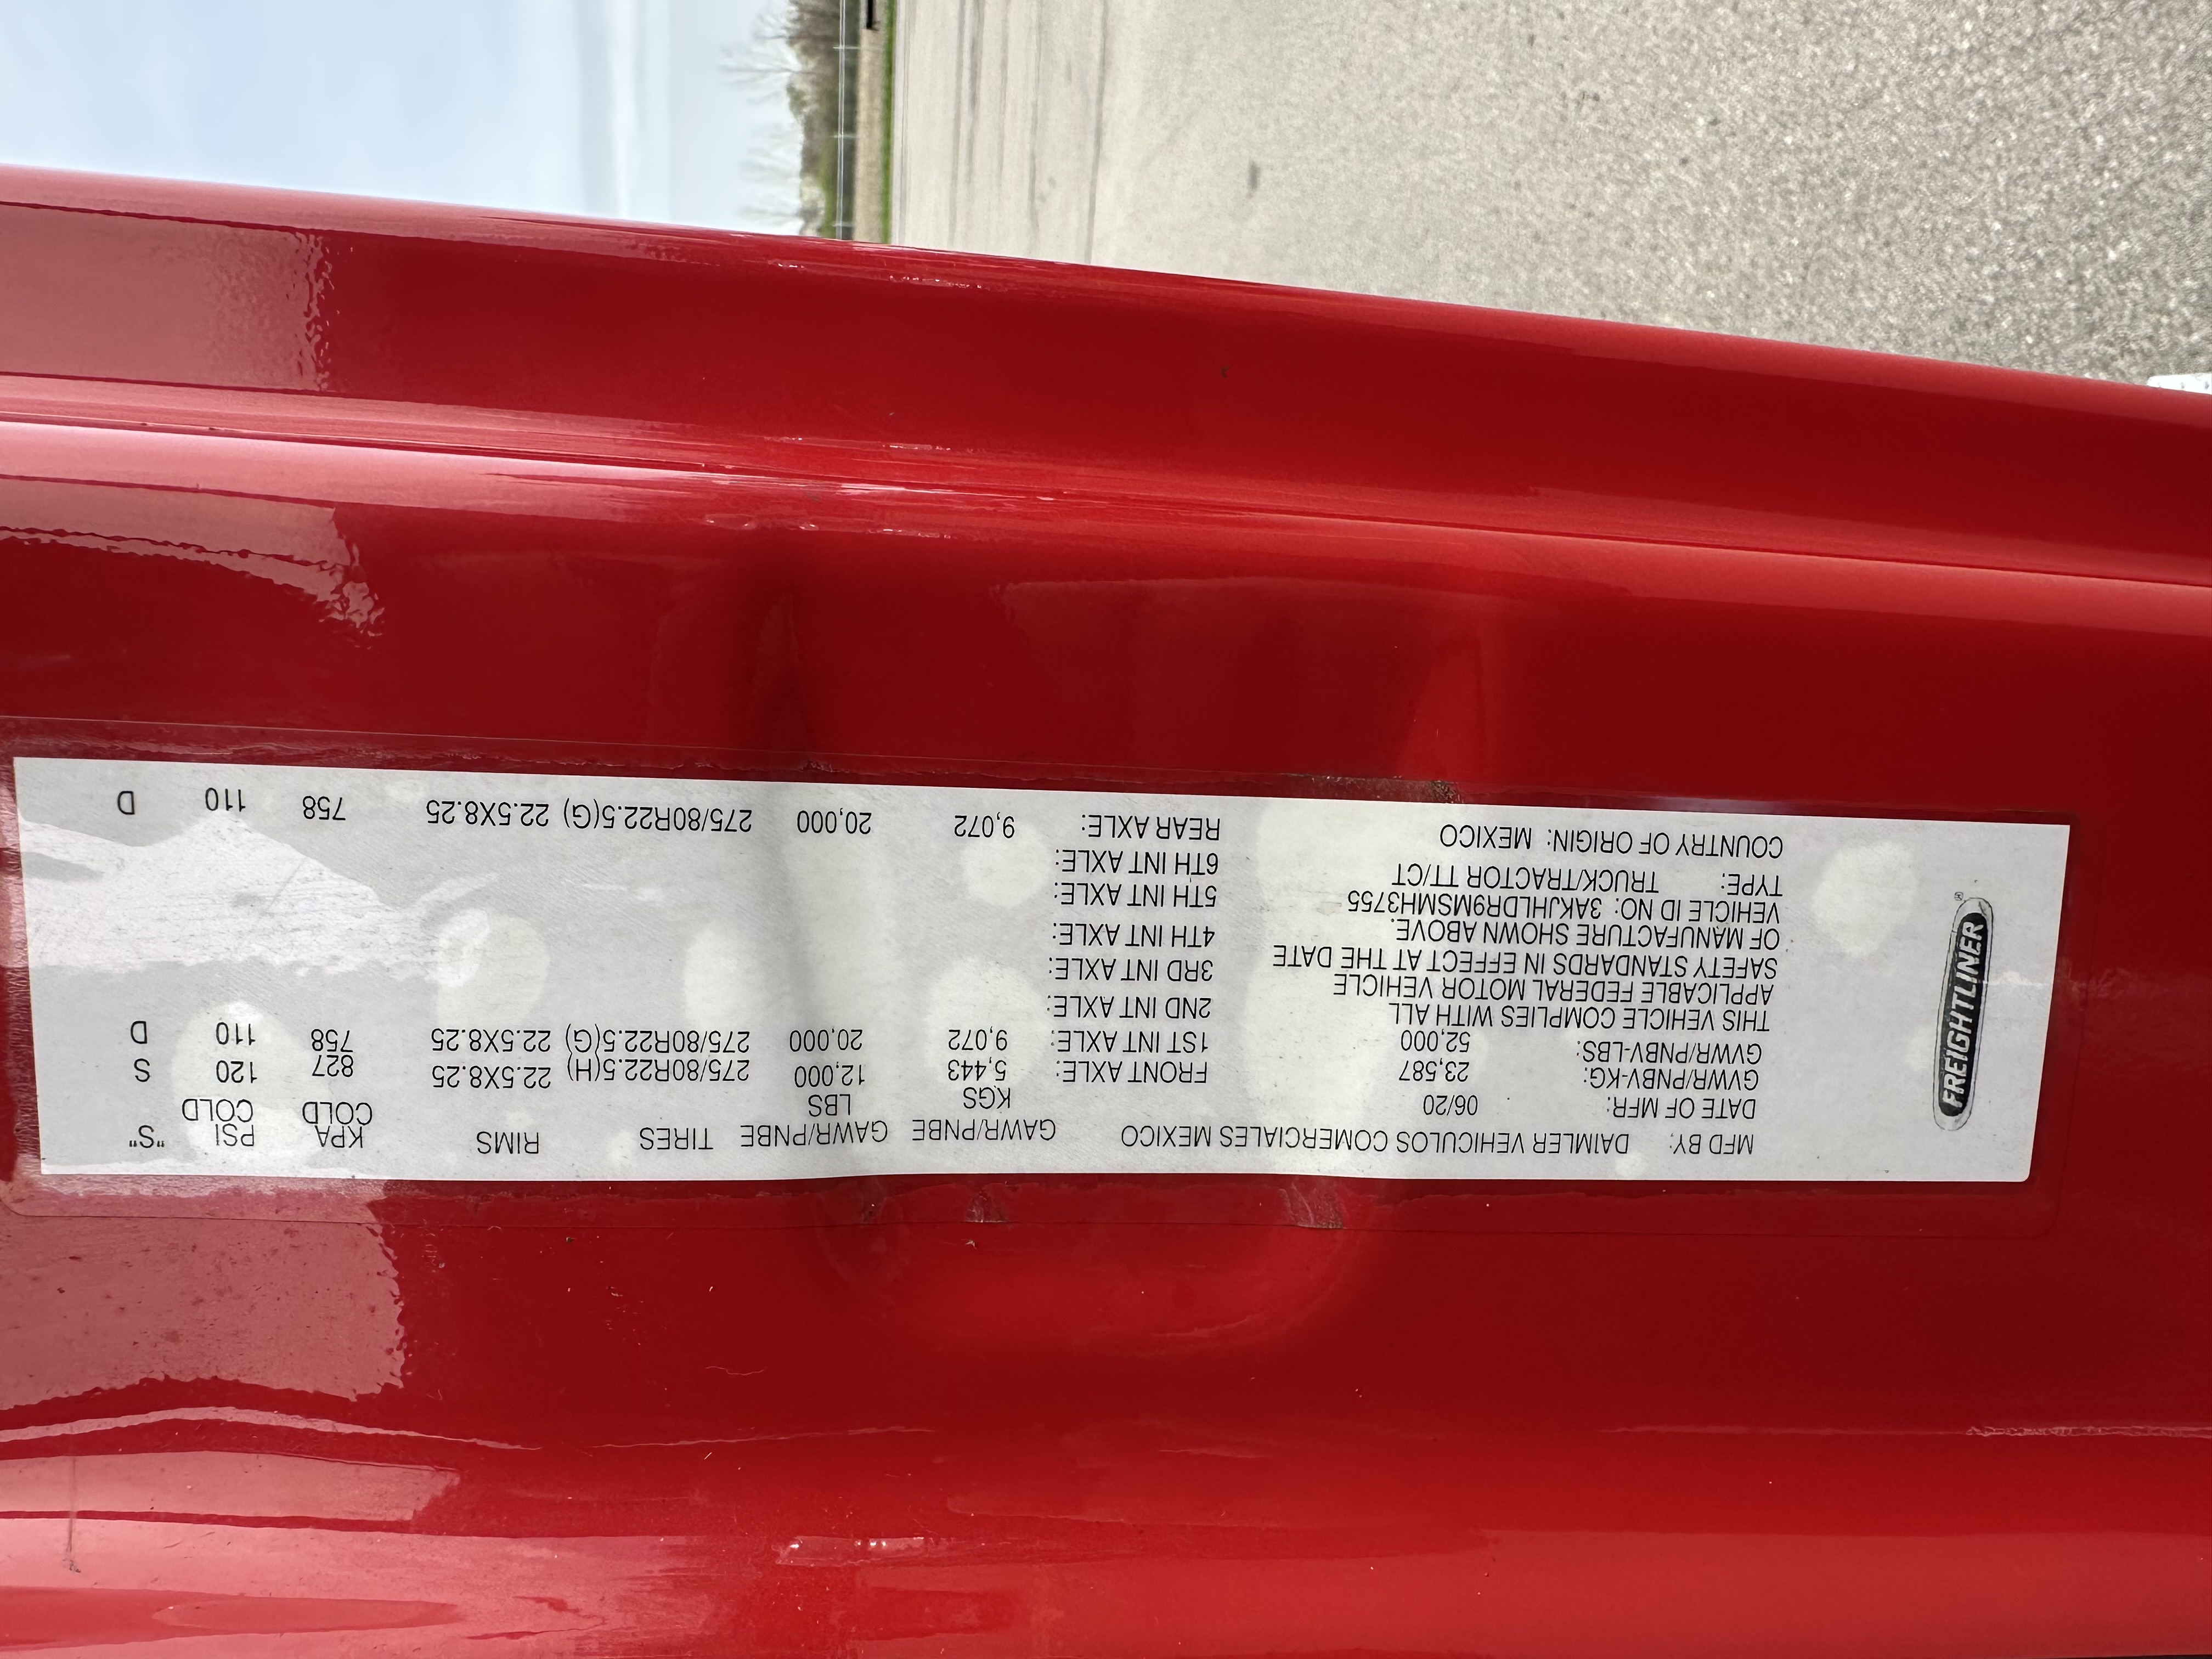 FREIGHTLINER®
MFD BY: DAIMLER VEHICULOS COMERCIALES MEXICO
DATE OF MFR: 06/20
GVWR/PNBV-KG: 23,587
GVWR/PNBV-LBS: 52,000
THIS VEHICLE COMPLIES WITH ALL
APPLICABLE FEDERAL MOTOR VEHICLE
SAFETY STANDARDS IN EFFECT AT THE DATE
OF MANUFACTURE SHOWN ABOVE.
VEHICLE ID NO: 3AKJHLDR9MSMH3755
TYPE: TRUCK/TRACTOR TT/CT
COUNTRY OF ORIGIN: MEXICO
GAWR/PNBE GAWR/PNBE TIRES RIMS KPA PSI "S"
KGS LBS COLD COLD
FRONT AXLE: 5,443 12,000 275/80R22.5(H) 22.5X8.25 827 120 S
1ST INT AXLE: 9,072 20,000 275/80R22.5(G) 22.5X8.25 758 110 D
2ND INT AXLE:
3RD INT AXLE:
4TH INT AXLE:
5TH INT AXLE:
6TH INT AXLE:
REAR AXLE: 9,072 20,000 275/80R22.5(G) 22.5X8.25 758 110 D